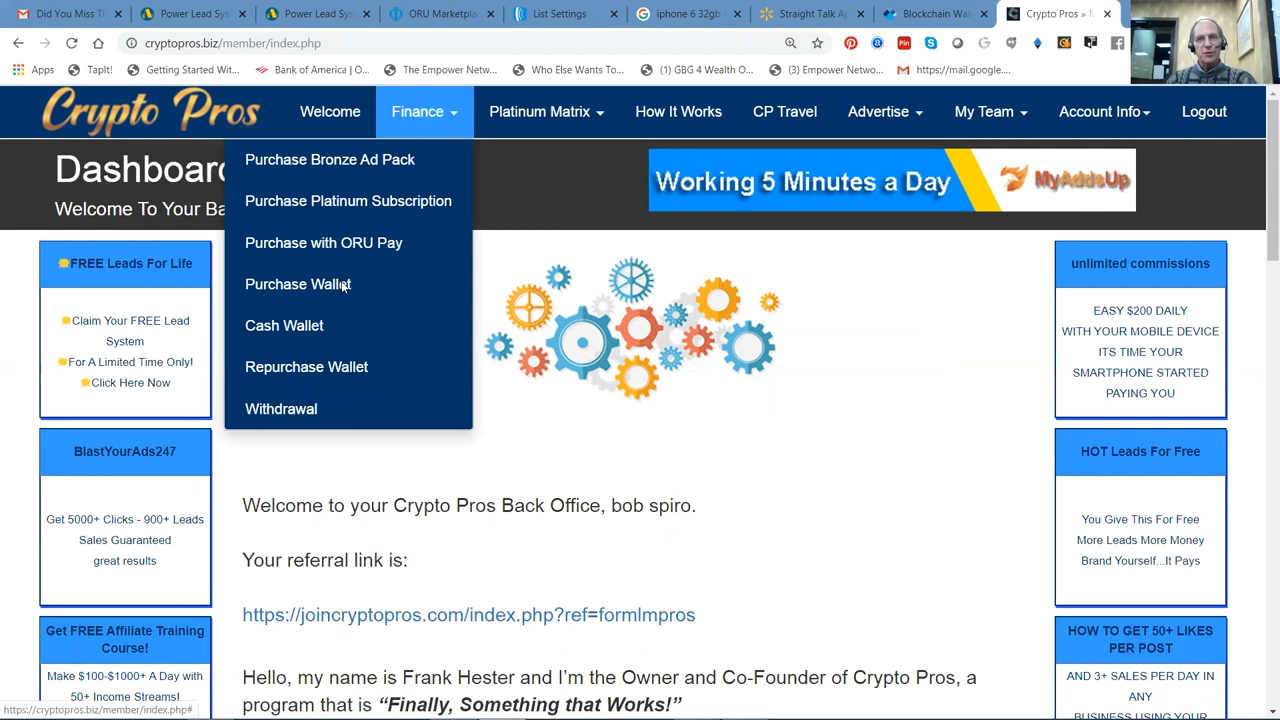 Did You Miss T
Power Lead Sy
Power Lead Sy
ORU Marketpla
List Settings
iphone 6 32gb
Straight Talk Ap
Blockchain Wa
Crypto Pros » M
cryptopros.biz/member/index.php
Apps
TapIt!
Getting Started Wit...
Bank of America | O...
The Empower Netw...
Who Else Wants To...
(1) GBG 4 Wealth O...
(3) Empower Netwo...
https://mail.google....
Crypto Pros
Welcome
Finance
Platinum Matrix
How It Works
CP Travel
Advertise
My Team
Account Info
Logout
Dashboard
Welcome To Your Ba
Purchase Bronze Ad Pack
Purchase Platinum Subscription
Purchase with ORU Pay
Purchase Wallet
Cash Wallet
Repurchase Wallet
Withdrawal
Working 5 Minutes a Day
MyAddsUp
FREE Leads For Life
Claim Your FREE Lead
System
For A Limited Time Only!
Click Here Now
BlastYourAds247
Get 5000+ Clicks - 900+ Leads
Sales Guaranteed
great results
Get FREE Affiliate Training
Course!
Make $100-$1000+ A Day with
50+ Income Streams!
Welcome to your Crypto Pros Back Office, bob spiro.
Your referral link is:
https://joincryptopros.com/index.php?ref=formlmpros
Hello, my name is Frank Hester and I'm the Owner and Co-Founder of Crypto Pros, a
program that is "Finally, Something that Works!"
unlimited commissions
EASY $200 DAILY
WITH YOUR MOBILE DEVICE
ITS TIME YOUR
SMARTPHONE STARTED
PAYING YOU
HOT Leads For Free
You Give This For Free
More Leads More Money
Brand Yourself...It Pays
HOW TO GET 50+ LIKES
PER POST
AND 3+ SALES PER DAY IN
ANY
BUSINESS USING YOUR
https://cryptopros.biz/member/index.php#